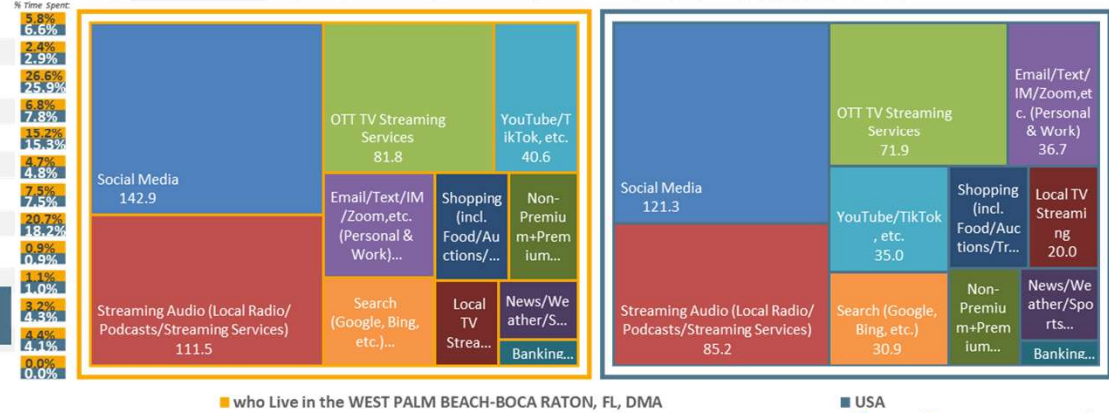 % Time Spent:
5.8%
6.6%
2.4%
2.9%
26.6%
25.9%
6.8%
7.8%
15.2%
15.3%
4.7%
4.8%
7.5%
7.5%
20.7%
18.2%
0.9%
0.9%
1.1%
1.0%
3.2%
4.3%
4.4%
4.1%
0.0%
0.0%
Social Media
142.9
Streaming Audio (Local Radio/
Podcasts/Streaming Services)
111.5
OTT TV Streaming
Services
81.8
YouTube/T
ikTok, etc.
40.6
Email/Text/IM
/Zoom,etc.
(Personal &
Work)...
Shopping
(incl.
Food/Au
ctions/...
Non-
Premiu
m+Prem
ium...
Search
(Google, Bing,
etc.)...
Local
TV
Strea...
News/We
ather/S...
Banking...
Social Media
121.3
Streaming Audio (Local Radio/
Podcasts/Streaming Services)
85.2
OTT TV Streaming
Services
71.9
Email/Text/
IM/Zoom,et
c. (Personal
& Work)
36.7
YouTube/TikTok
, etc.
35.0
Shopping
(incl.
Food/Auc
tions/Tr...
Local TV
Streami
ng
20.0
Search (Google,
Bing, etc.)
30.9
Non-
Premiu
m+Prem
ium...
News/We
ather/Spo
rts...
Banking...
who Live in the WEST PALM BEACH-BOCA RATON, FL, DMA
USA